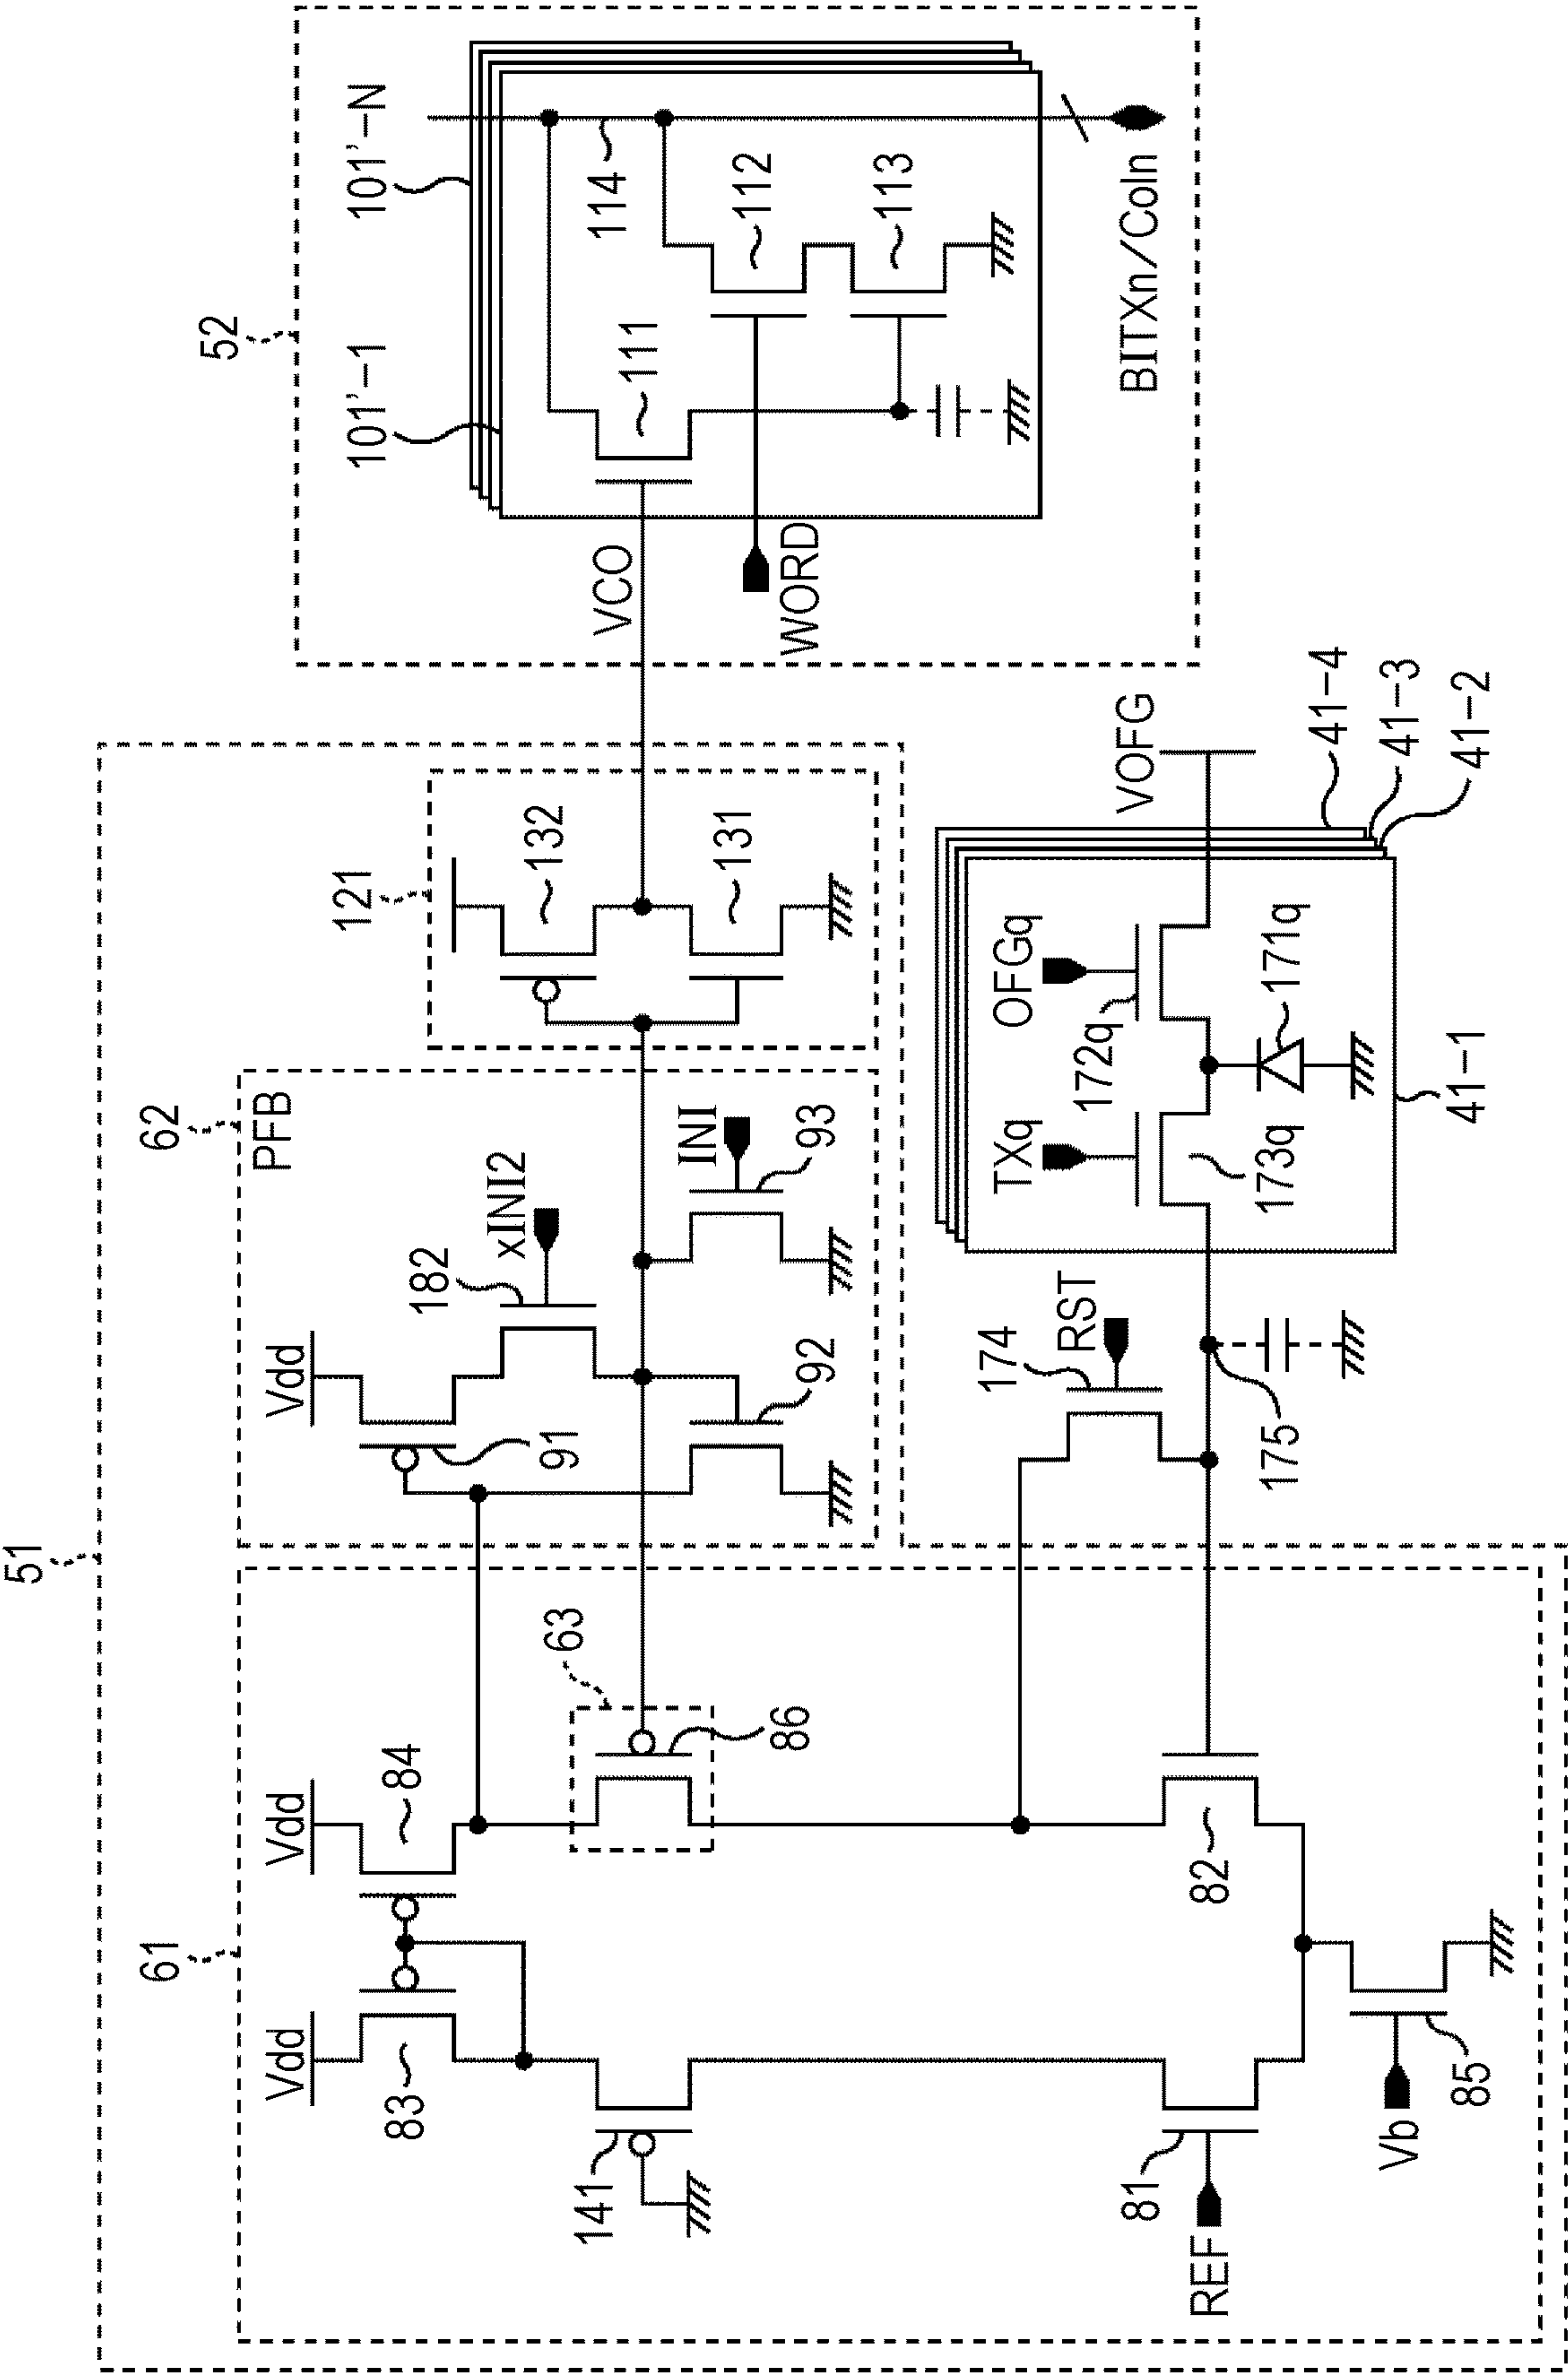 51
61
Vdd
Vdd
83
84
141
63
86
REF
81
82
Vb
85
62
PFB
Vdd
91
182
xINI2
92
INI
93
121
132
131
174
RST
175
TXq
173q
OFGq
172q
171q
VOFG
41-1
41-2
41-3
41-4
52
101'-1
101'-N
VCO
WORD
111
114
112
113
BITXn/Coln